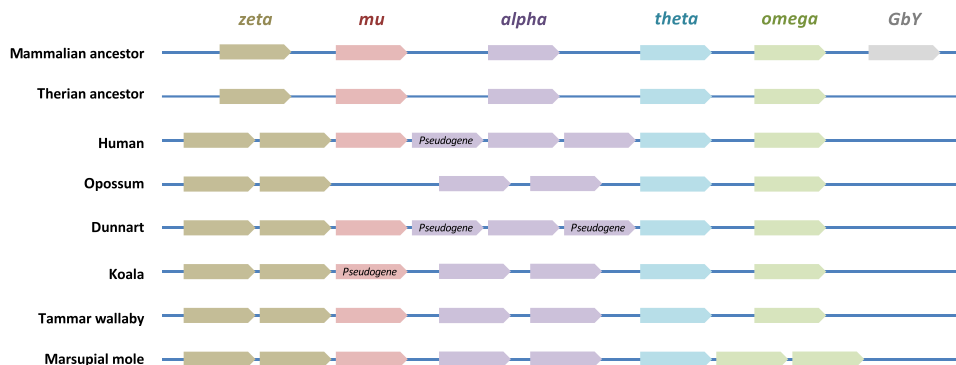 zeta mu alpha theta omega GbY
Mammalian ancestor
Therian ancestor
Human Pseudogene
Opossum
Dunnart Pseudogene Pseudogene
Koala Pseudogene
Tammar wallaby
Marsupial mole